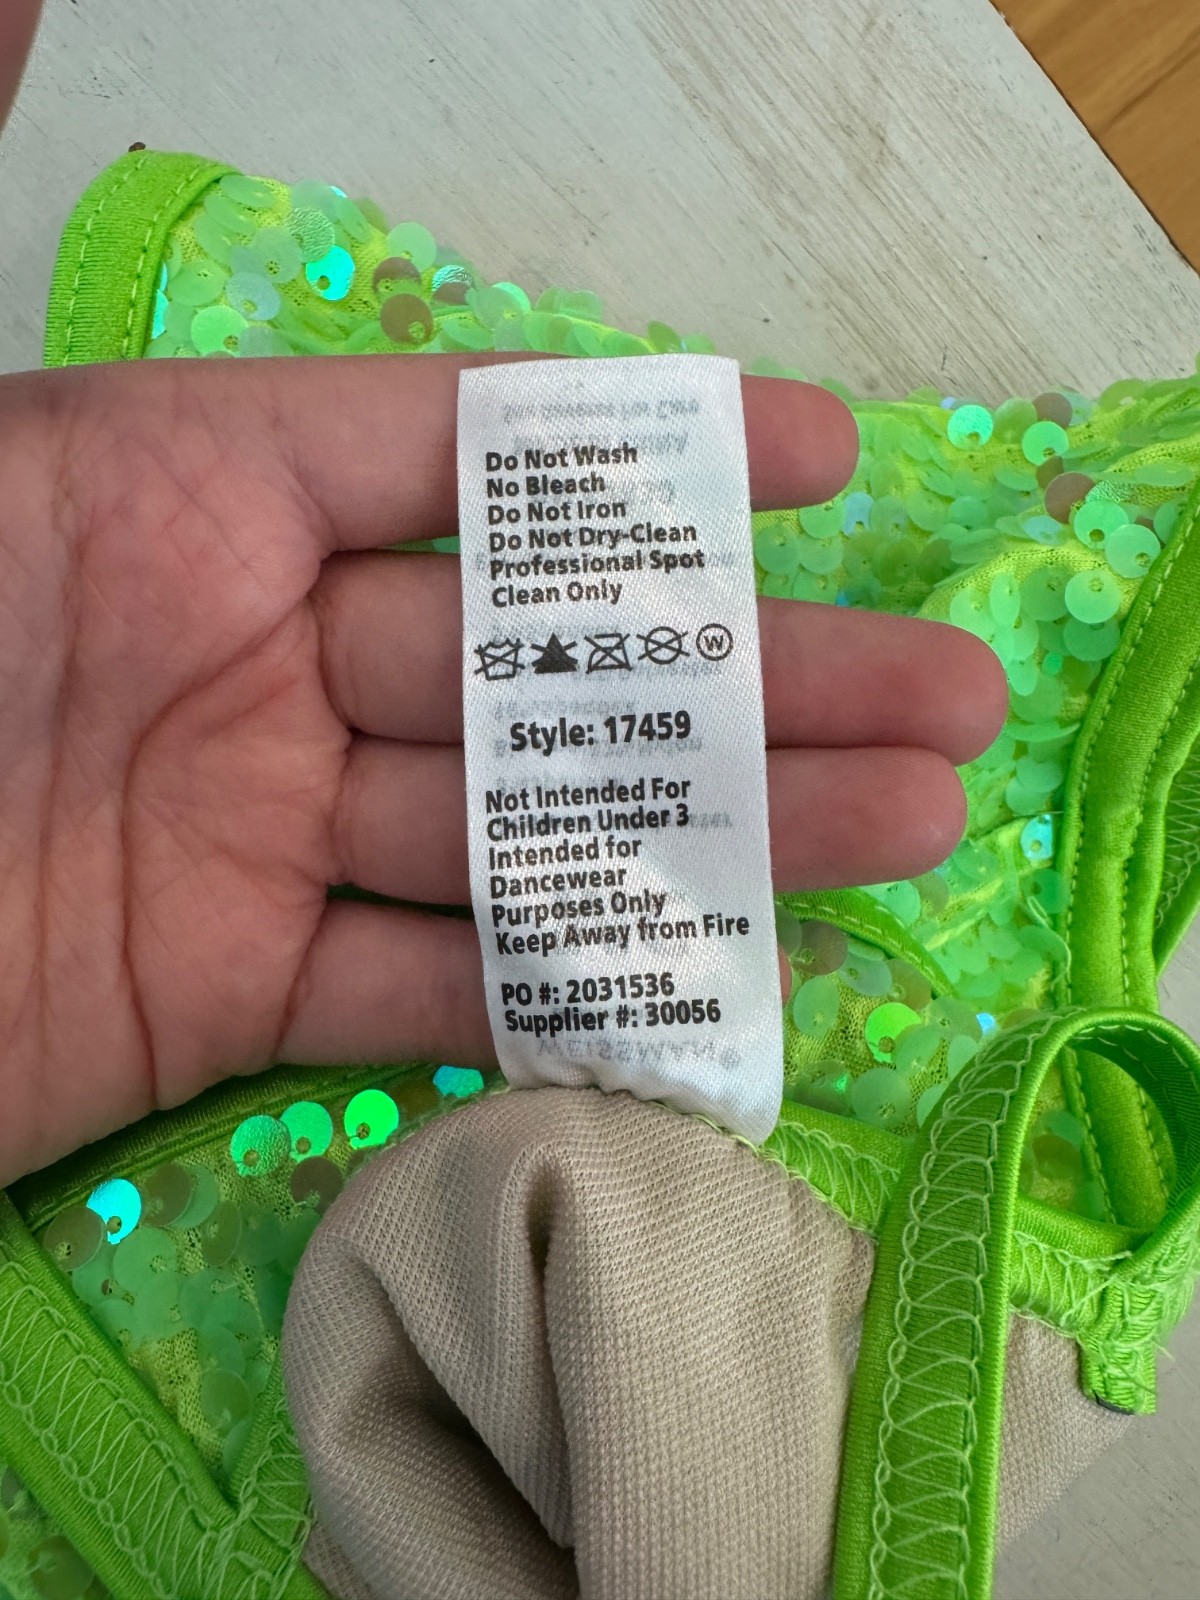 Do Not Wash
No Bleach
Do Not Iron
Do Not Dry-Clean
Professional Spot
Clean Only
W
Style: 17459
Not Intended For
Children Under 3
Intended for
Dancewear
Purposes Only
Keep Away from Fire
PO #: 2031536
Supplier #: 30056